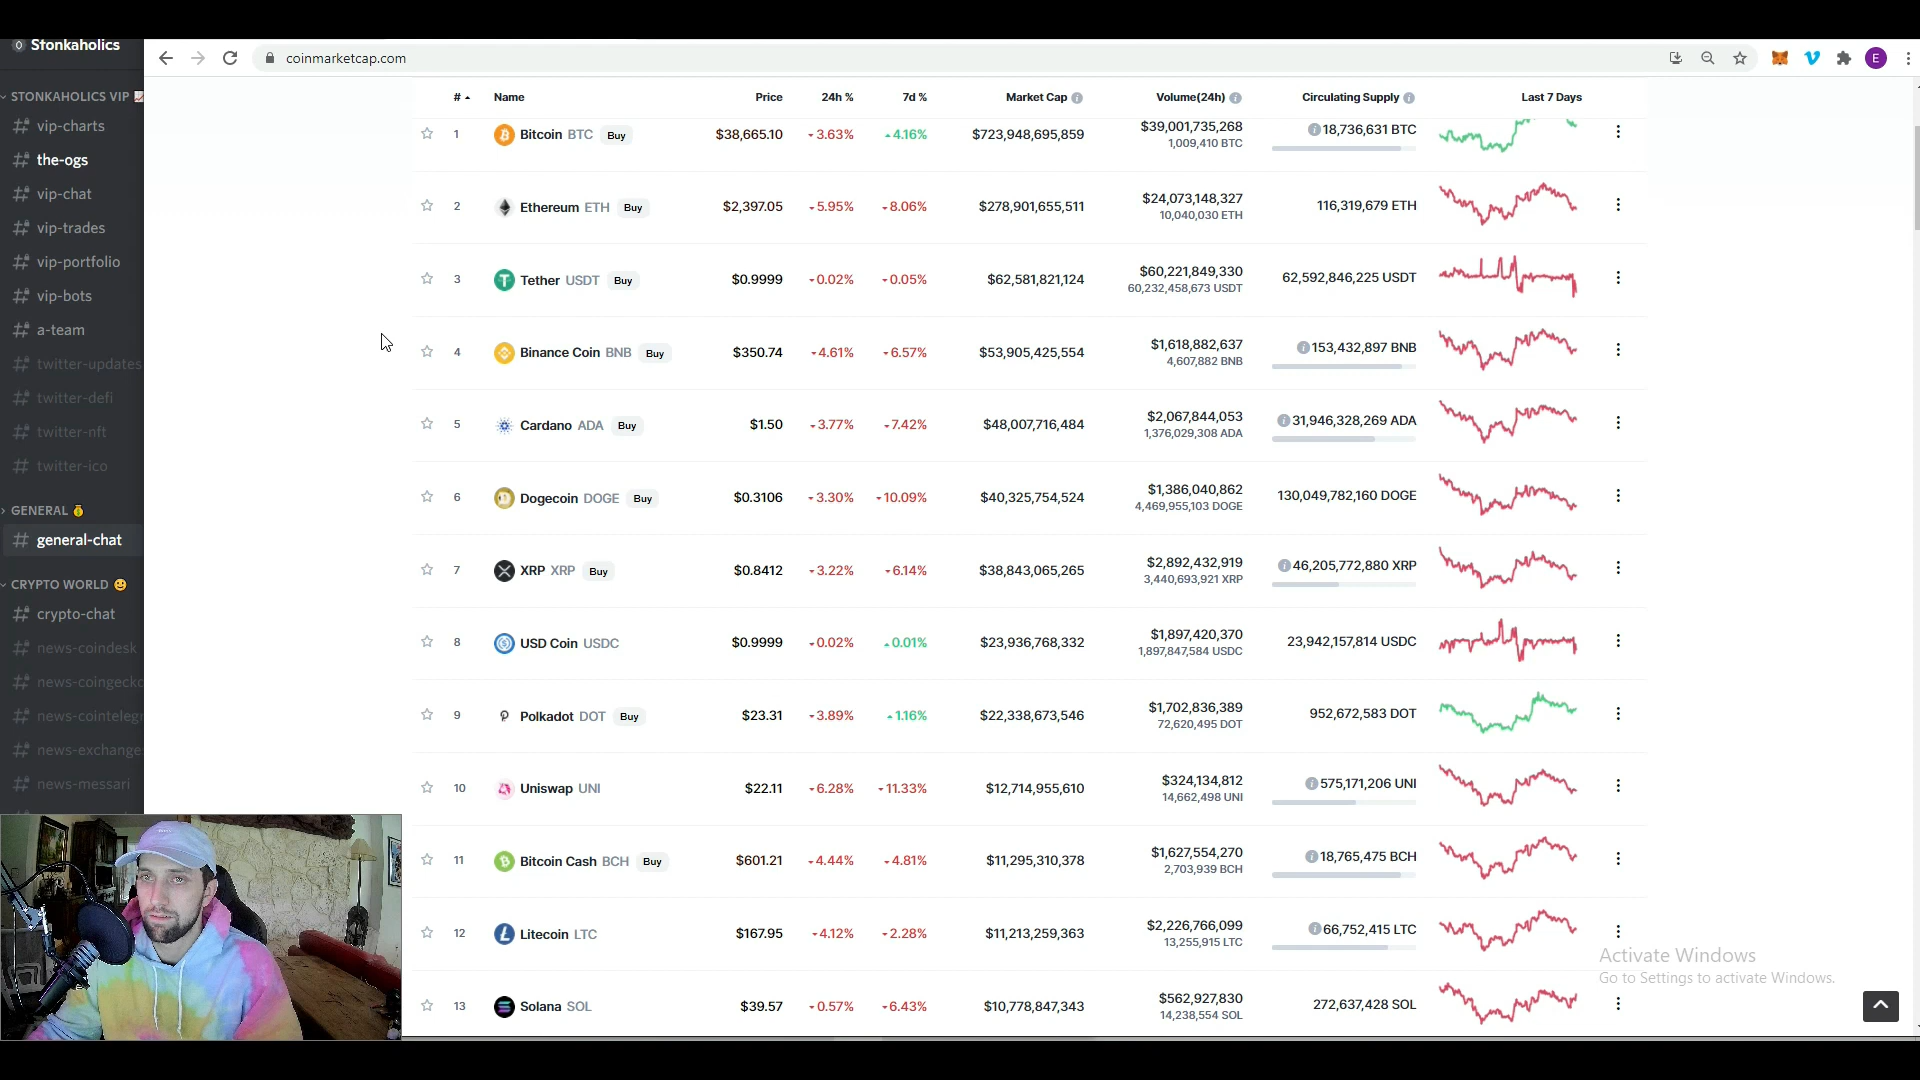 Stonkaholics
coinmarketcap.com
E
STONKAHOLICS VIP
vip-charts
the-ogs
vip-chat
vip-trades
vip-portfolio
vip-bots
a-team
twitter-updates
twitter-defi
twitter-nft
twitter-ico
GENERAL
general-chat
CRYPTO WORLD
crypto-chat
news-coindesk
news-coingecko
news-cointeleg
news-exchange
news-messari
# Name Price 24h % 7d % Market Cap Volume(24h) Circulating Supply Last 7 Days
1 Bitcoin BTC Buy $38,665.10 3.63% 4.16% $723,948,695,859 $39,001,735,268 18,736,631 BTC
1,009,410 BTC
2 Ethereum ETH Buy $2,397.05 5.95% 8.06% $278,901,655,511 $24,073,148,327 116,319,679 ETH
10,040,030 ETH
3 Tether USDT Buy $0.9999 0.02% 0.05% $62,581,821,124 $60,221,849,330 62,592,846,225 USDT
60,232,458,673 USDT
4 Binance Coin BNB Buy $350.74 4.61% 6.57% $53,905,425,554 $1,618,882,637 153,432,897 BNB
4,607,882 BNB
5 Cardano ADA Buy $1.50 3.77% 7.42% $48,007,716,484 $2,067,844,053 31,946,328,269 ADA
1,376,029,308 ADA
6 Dogecoin DOGE Buy $0.3106 3.30% 10.09% $40,325,754,524 $1,386,040,862 130,049,782,160 DOGE
4,469,955,103 DOGE
7 XRP XRP Buy $0.8412 3.22% 6.14% $38,843,065,265 $2,892,432,919 46,205,772,880 XRP
3,440,693,921 XRP
8 USD Coin USDC $0.9999 0.02% 0.01% $23,936,768,332 $1,897,420,370 23,942,157,814 USDC
1,897,847,584 USDC
9 Polkadot DOT Buy $23.31 3.89% 1.16% $22,338,673,546 $1,702,836,389 952,672,583 DOT
72,620,495 DOT
10 Uniswap UNI $22.11 6.28% 11.33% $12,714,955,610 $324,134,812 575,171,206 UNI
14,662,498 UNI
11 Bitcoin Cash BCH Buy $601.21 4.44% 4.81% $11,295,310,378 $1,627,554,270 18,765,475 BCH
2,703,939 BCH
12 Litecoin LTC $167.95 4.12% 2.28% $11,213,259,363 $2,226,766,099 66,752,415 LTC
13,255,915 LTC
13 Solana SOL $39.57 0.57% 6.43% $10,778,847,343 $562,927,830 272,637,428 SOL
14,238,554 SOL
Activate Windows
Go to Settings to activate Windows.